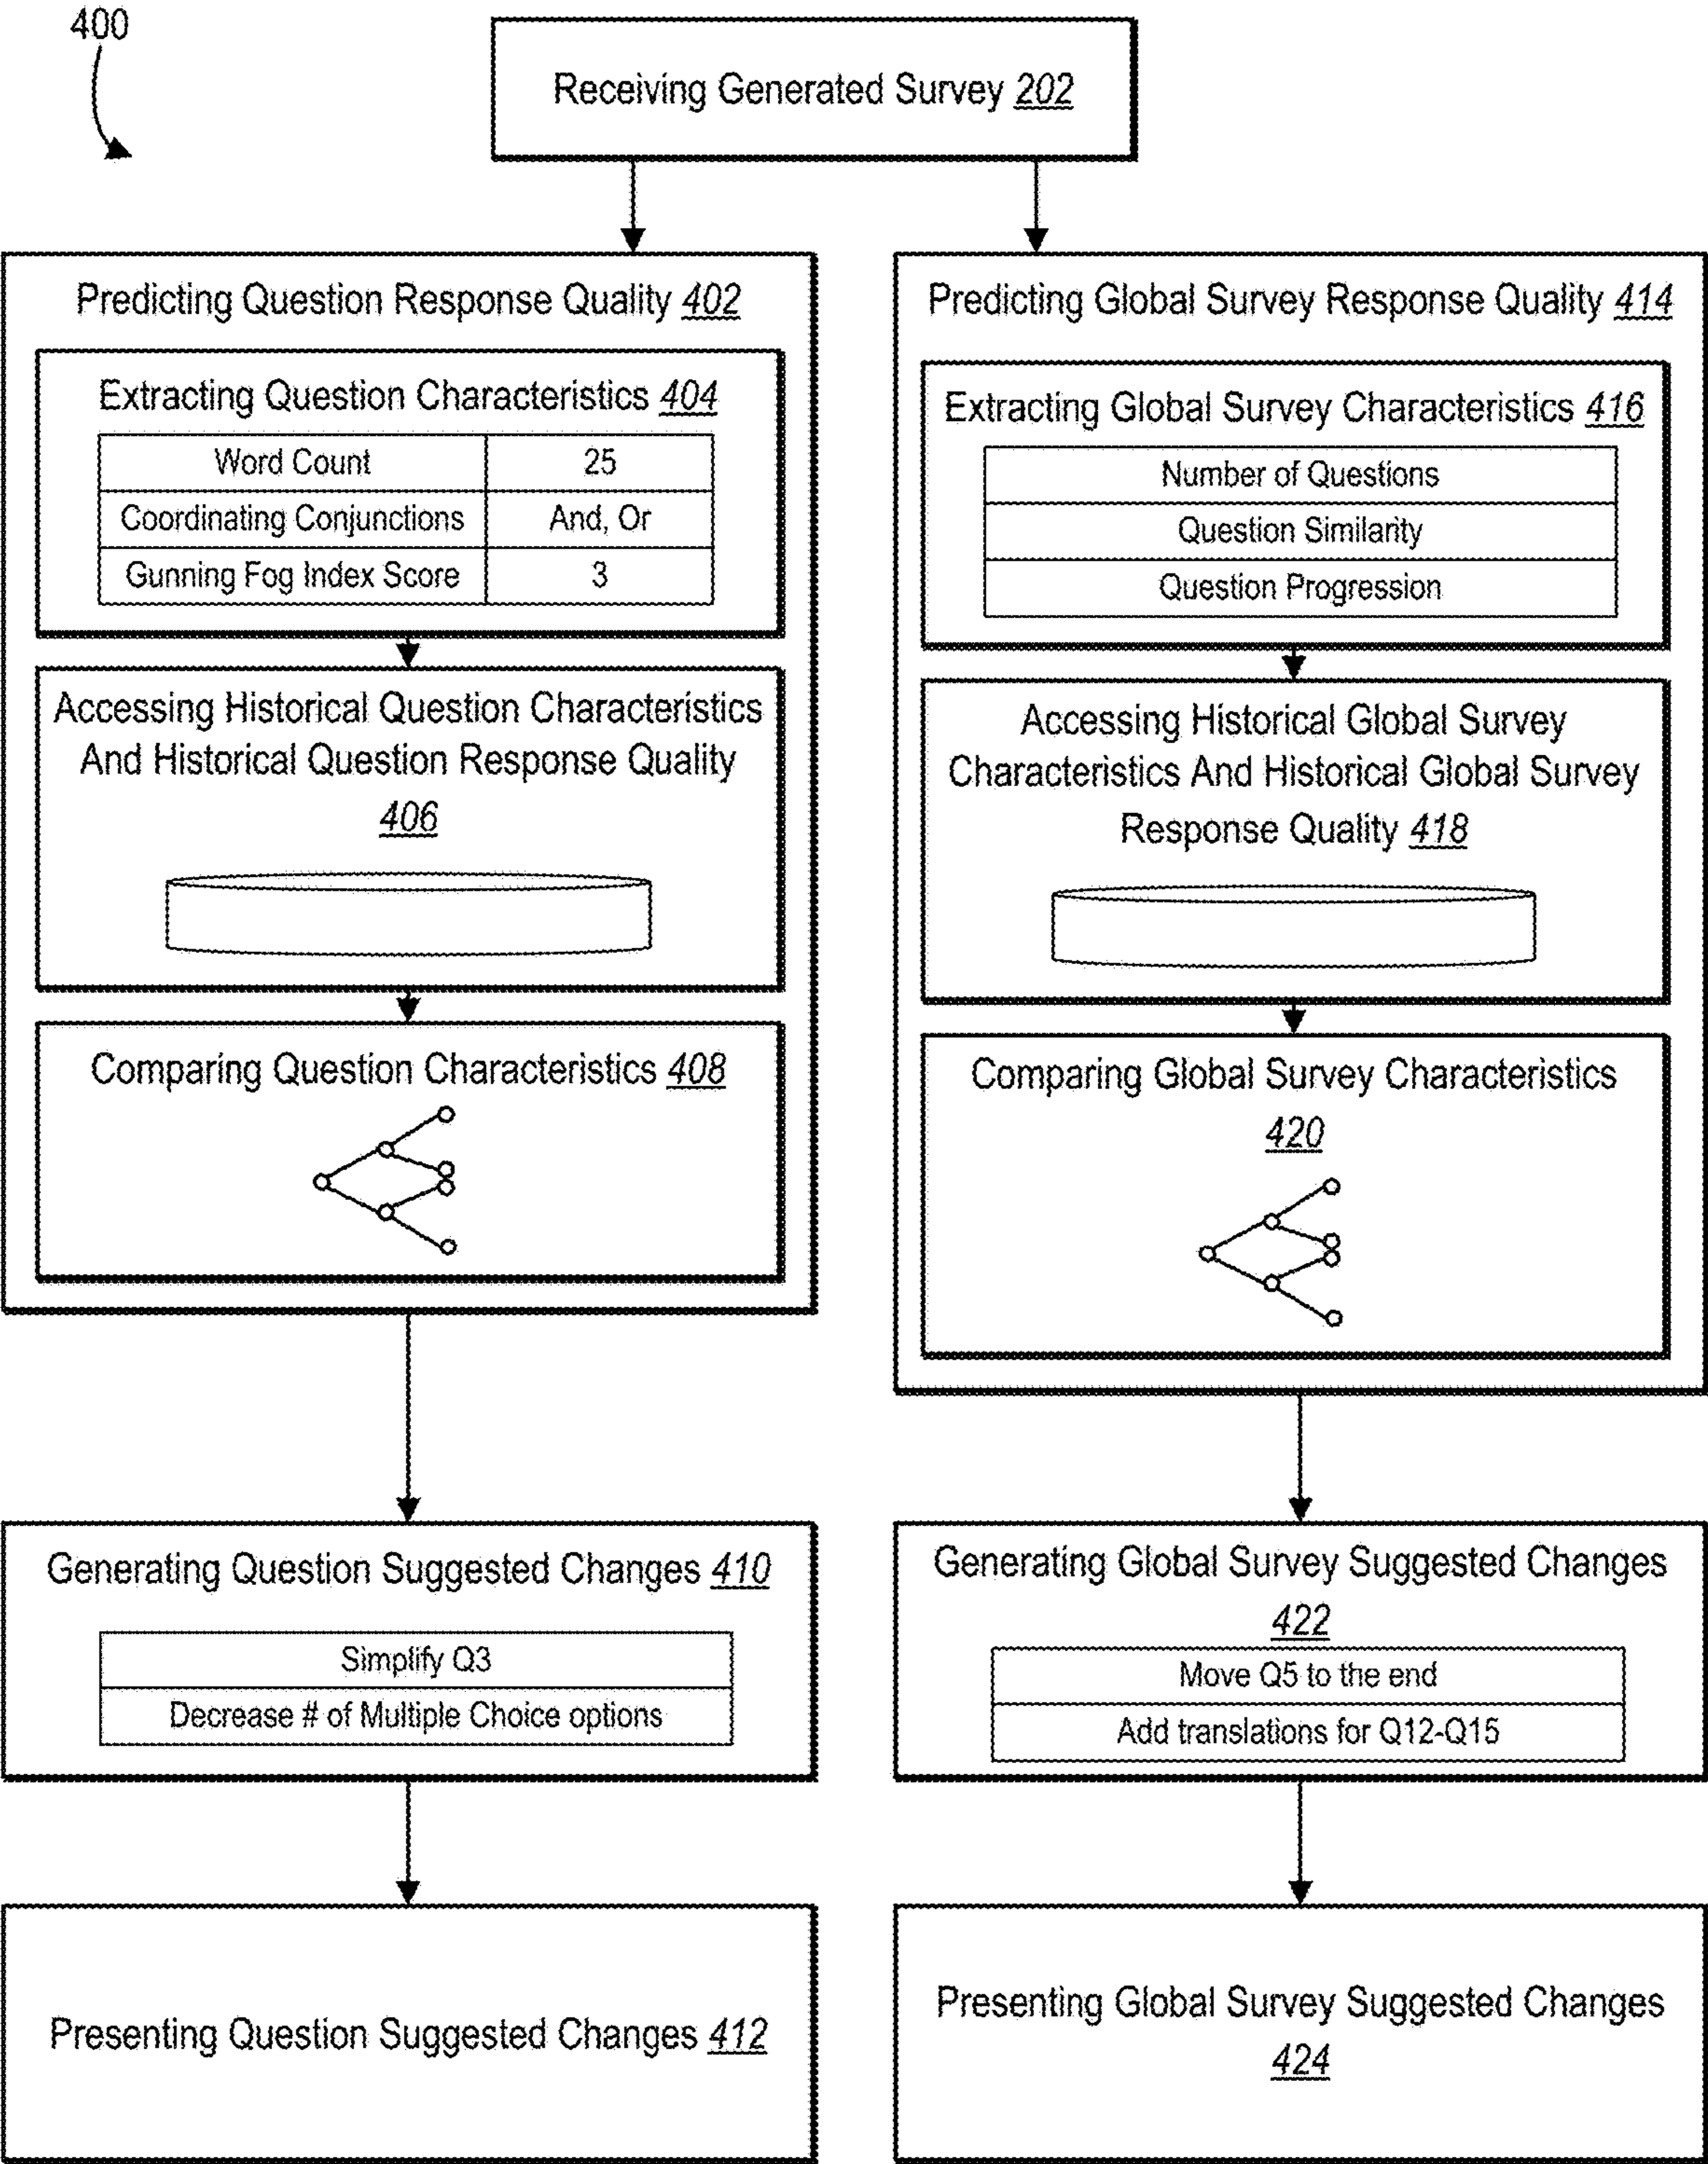 400
Receiving Generated Survey 202
Predicting Question Response Quality 402
Extracting Question Characteristics 404
Word Count 25
Coordinating Conjunctions And, Or
Gunning Fog Index Score 3
Accessing Historical Question Characteristics
And Historical Question Response Quality
406
Comparing Question Characteristics 408
Generating Question Suggested Changes 410
Simplify Q3
Decrease # of Multiple Choice options
Presenting Question Suggested Changes 412
Predicting Global Survey Response Quality 414
Extracting Global Survey Characteristics 416
Number of Questions
Question Similarity
Question Progression
Accessing Historical Global Survey
Characteristics And Historical Global Survey
Response Quality 418
Comparing Global Survey Characteristics
420
Generating Global Survey Suggested Changes
422
Move Q5 to the end
Add translations for Q12-Q15
Presenting Global Survey Suggested Changes
424